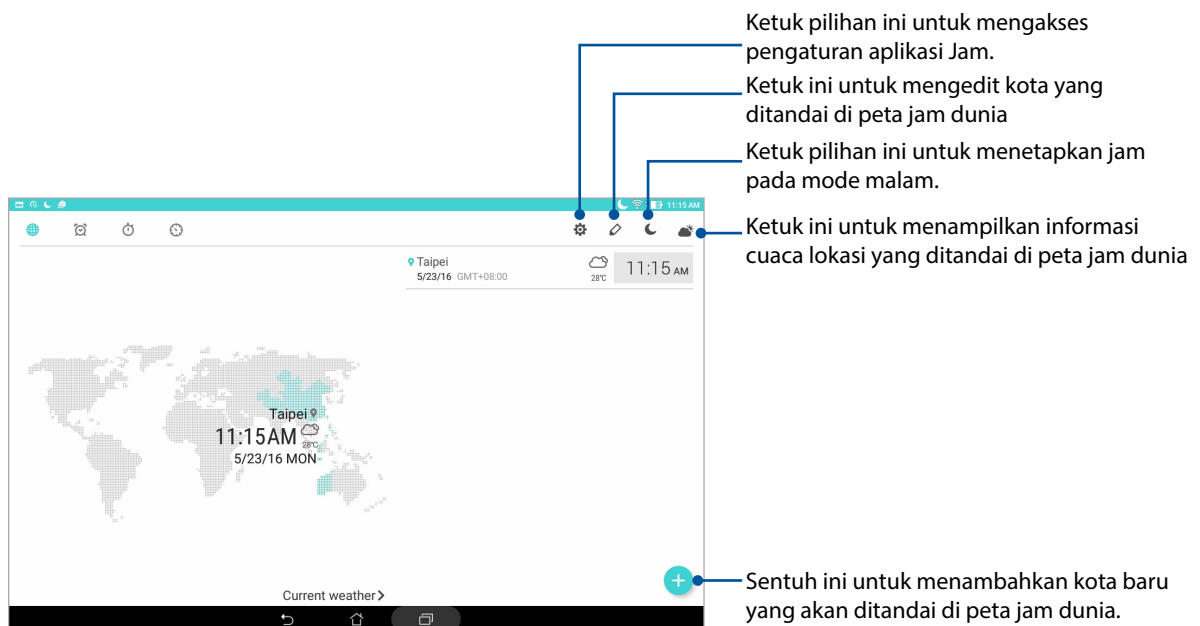 Ketuk pilihan ini untuk mengakses
pengaturan aplikasi Jam.
Ketuk ini untuk mengedit kota yang
ditandai di peta jam dunia
Ketuk pilihan ini untuk menetapkan jam
pada mode malam.
Ketuk ini untuk menampilkan informasi
cuaca lokasi yang ditandai di peta jam dunia
11:15 AM
Taipei
5/23/16 GMT+08:00
28°C
11:15 AM
Taipei
11:15AM
28°C
5/23/16 MON
Current weather
Sentuh ini untuk menambahkan kota baru
yang akan ditandai di peta jam dunia.